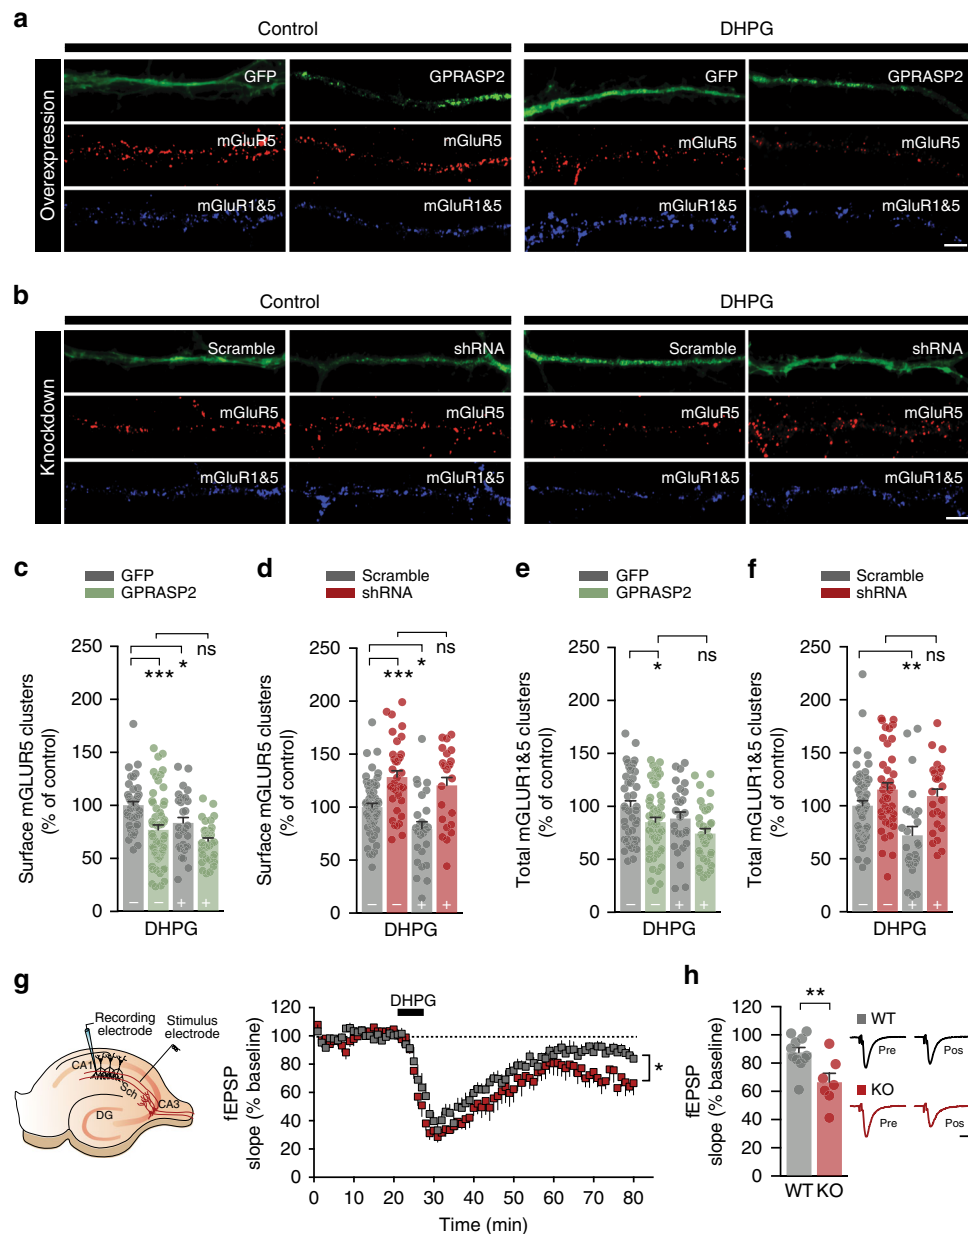 a
Control
DHPG
Overexpression
GFP
GPRASP2
GFP
GPRASP2
mGluR5
mGluR5
mGluR5
mGluR5
mGluR1&5
mGluR1&5
mGluR1&5
mGluR1&5
b
Control
DHPG
Knockdown
Scramble
shRNA
Scramble
shRNA
mGluR5
mGluR5
mGluR5
mGluR5
mGluR1&5
mGluR1&5
mGluR1&5
mGluR1&5
c
GFP
GPRASP2
Surface mGLUR5 clusters
(% of control)
250
200
150
100
50
0
*** * ns
− − + +
DHPG
d
Scramble
shRNA
Surface mGLUR5 clusters
(% of control)
250
200
150
100
50
0
*** * ns
− − + +
DHPG
e
GFP
GPRASP2
Total mGLUR1&5 clusters
(% of control)
250
200
150
100
50
0
* ns
− − + +
DHPG
f
Scramble
shRNA
Total mGLUR1&5 clusters
(% of control)
250
200
150
100
50
0
** ns
− − + +
DHPG
g
Recording
electrode
Stimulus
electrode
CA1
Sch
CA3
DG
fEPSP
slope (% baseline)
120
100
80
60
40
20
0
DHPG
*
0 10 20 30 40 50 60 70 80
Time (min)
h
fEPSP
slope (% baseline)
120
100
80
60
40
20
0
**
WT KO
WT
Pre
Pos
KO
Pre
Pos